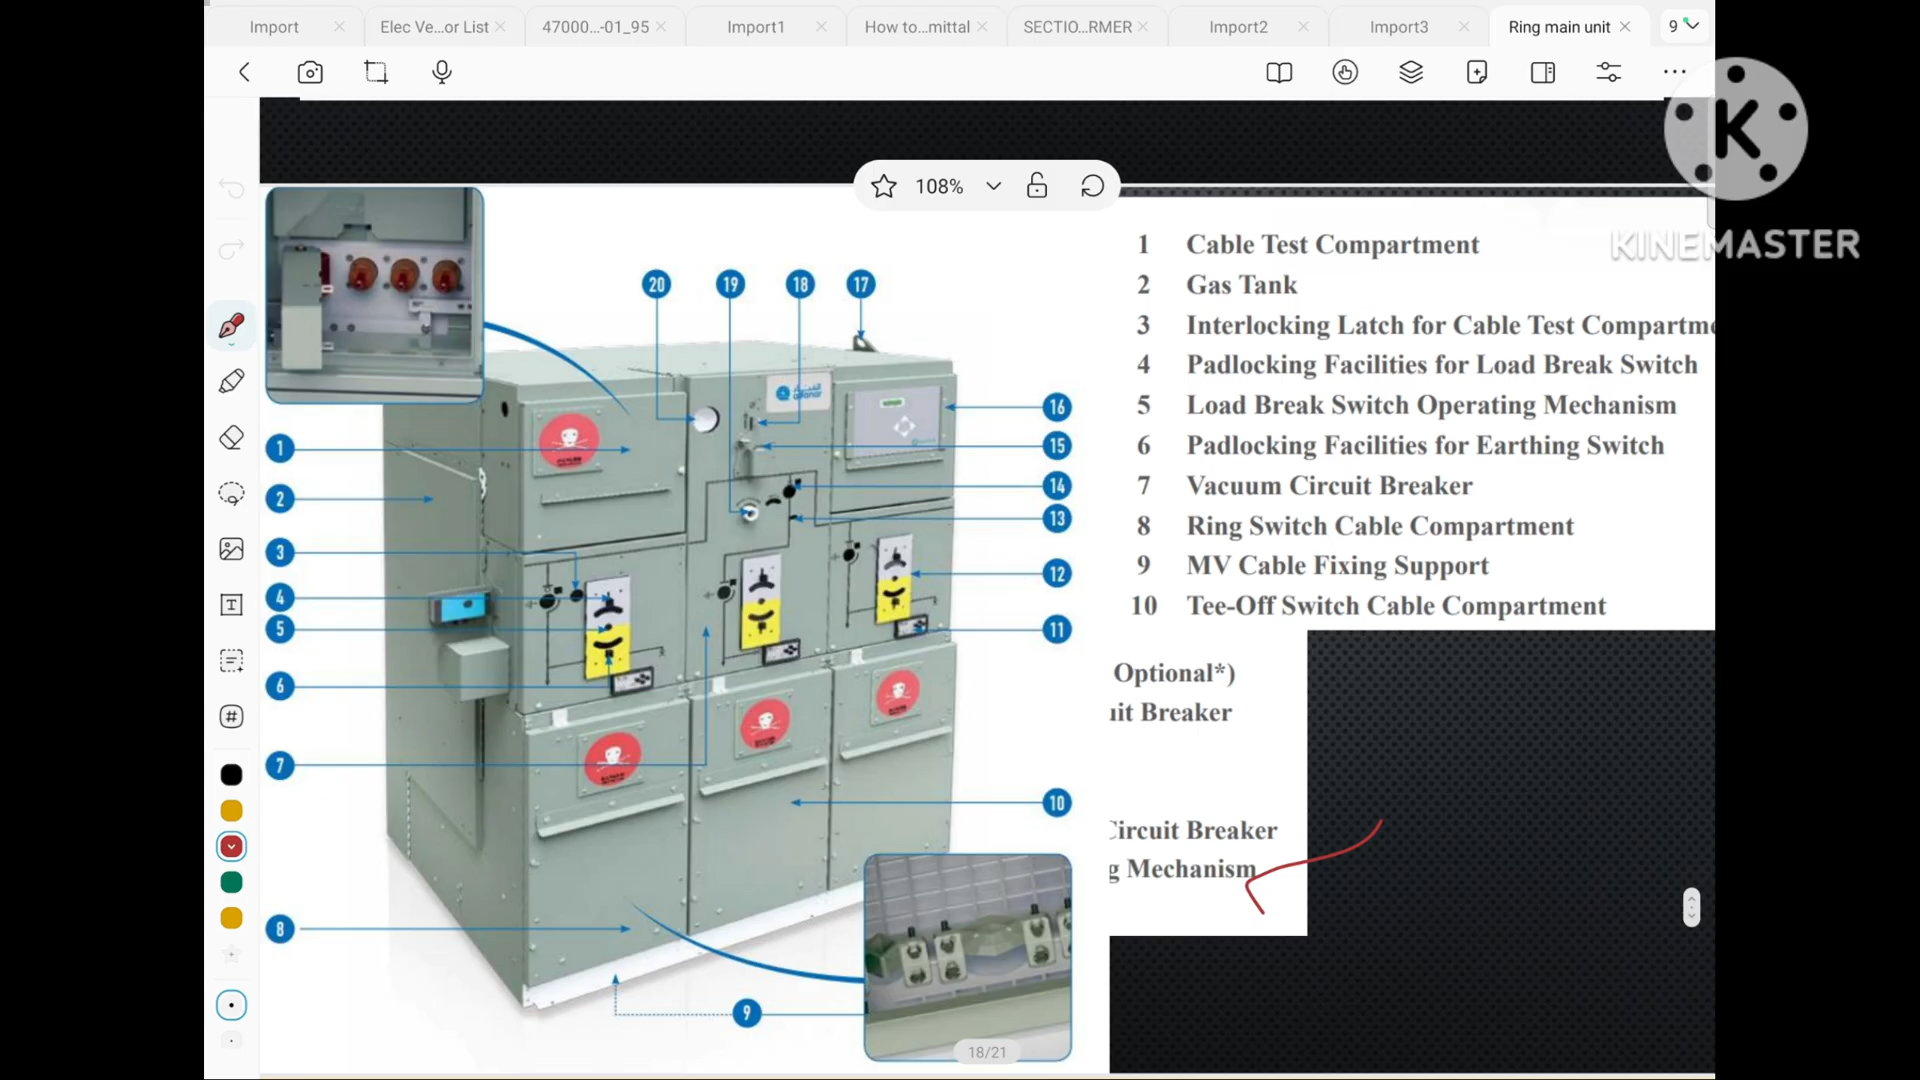 Import
Elec Ve...or List
47000...-01_95
Import1
How to...mittal
SECTIO...RMER
Import2
Import3
Ring main unit
9
108%
KINEMASTER
1 Cable Test Compartment
2 Gas Tank
3 Interlocking Latch for Cable Test Compartme
4 Padlocking Facilities for Load Break Switch
5 Load Break Switch Operating Mechanism
6 Padlocking Facilities for Earthing Switch
7 Vacuum Circuit Breaker
8 Ring Switch Cable Compartment
9 MV Cable Fixing Support
10 Tee-Off Switch Cable Compartment
Optional*)
uit Breaker
Circuit Breaker
g Mechanism
20
19
18
17
16
15
14
13
12
11
10
1
2
3
4
5
6
7
8
9
الفنار
alfanar
18/21